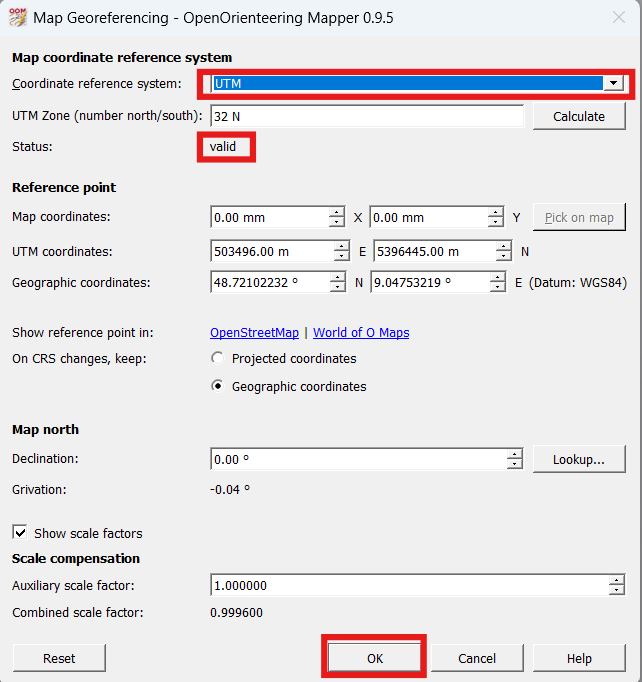 OOM Map Georeferencing - OpenOrienteering Mapper 0.9.5
Map coordinate reference system
Coordinate reference system: UTM
UTM Zone (number north/south): 32 N Calculate
Status: valid
Reference point
Map coordinates: 0.00 mm X 0.00 mm Y Pick on map
UTM coordinates: 503496.00 m E 5396445.00 m N
Geographic coordinates: 48.72102232 º N 9.04753219 º E (Datum: WGS84)
Show reference point in: OpenStreetMap | World of O Maps
On CRS changes, keep: Projected coordinates
Geographic coordinates
Map north
Declination: 0.00 º Lookup...
Grivation: -0.04 º
Show scale factors
Scale compensation
Auxiliary scale factor: 1.000000
Combined scale factor: 0.999600
Reset OK Cancel Help